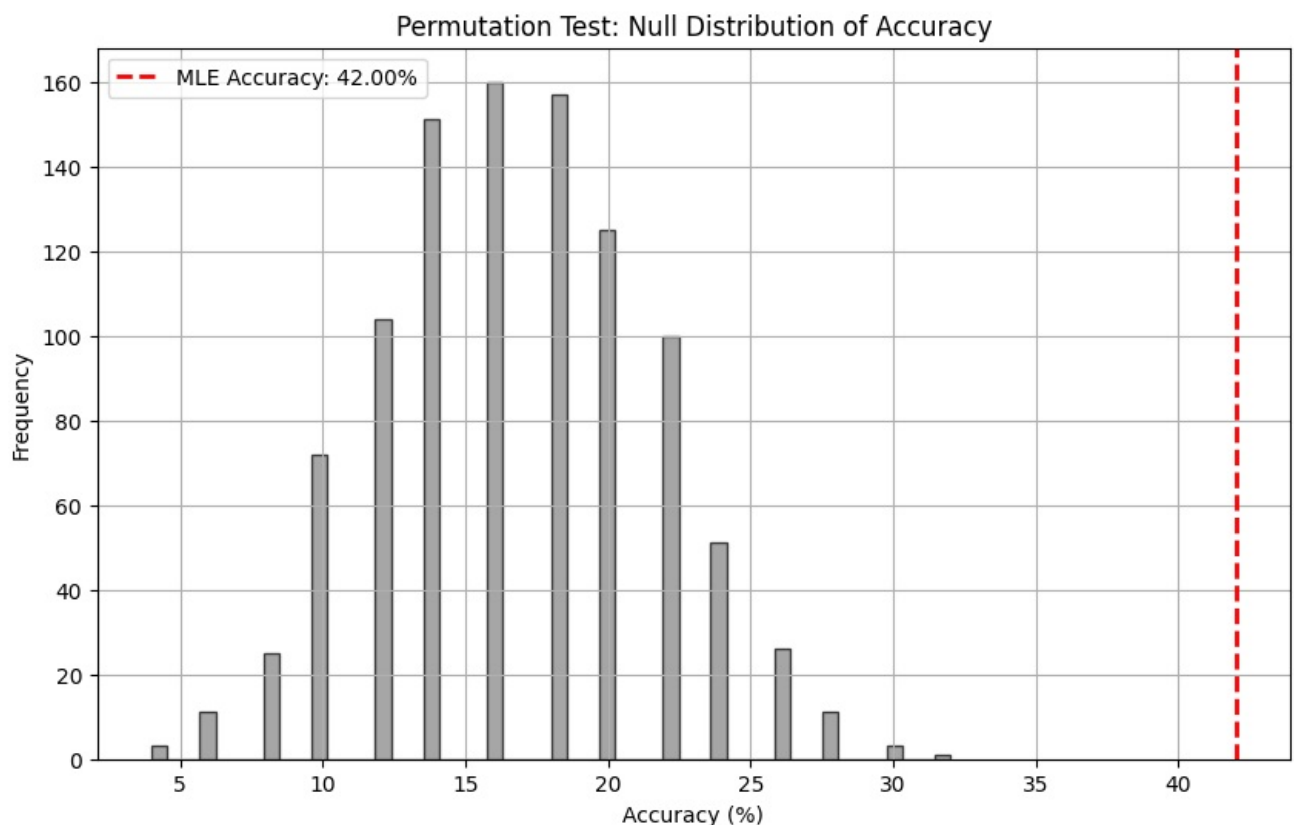 Permutation Test: Null Distribution of Accuracy
MLE Accuracy: 42.00%
Frequency
160
140
120
100
80
60
40
20
0
5 10 15 20 25 30 35 40
Accuracy (%)